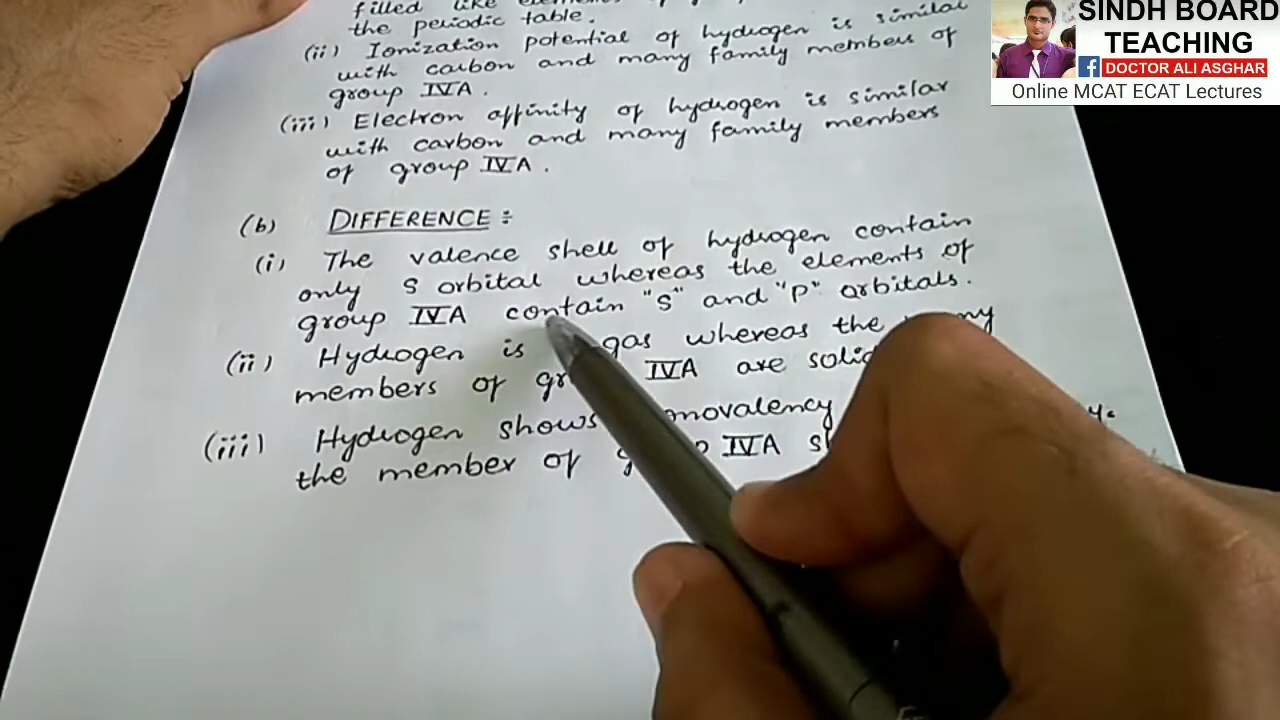 filled like
the periodic table.
(ii) Ionization potential of hydrogen is similar
with carbon and many family members of
group IVA.
(iii) Electron affinity of hydrogen is similar
with carbon and many family members
of group IVA.
(b) DIFFERENCE:
(i) The valence shell of hydrogen contain
only S orbital whereas the elements of
group IVA contain "S" and "P" orbitals.
(ii) Hydrogen is gas whereas the
members of IVA are
(iii) Hydrogen shows
the member of IVA
SINDH BOARD
TEACHING
f DOCTOR ALI ASGHAR
Online MCAT ECAT Lectures